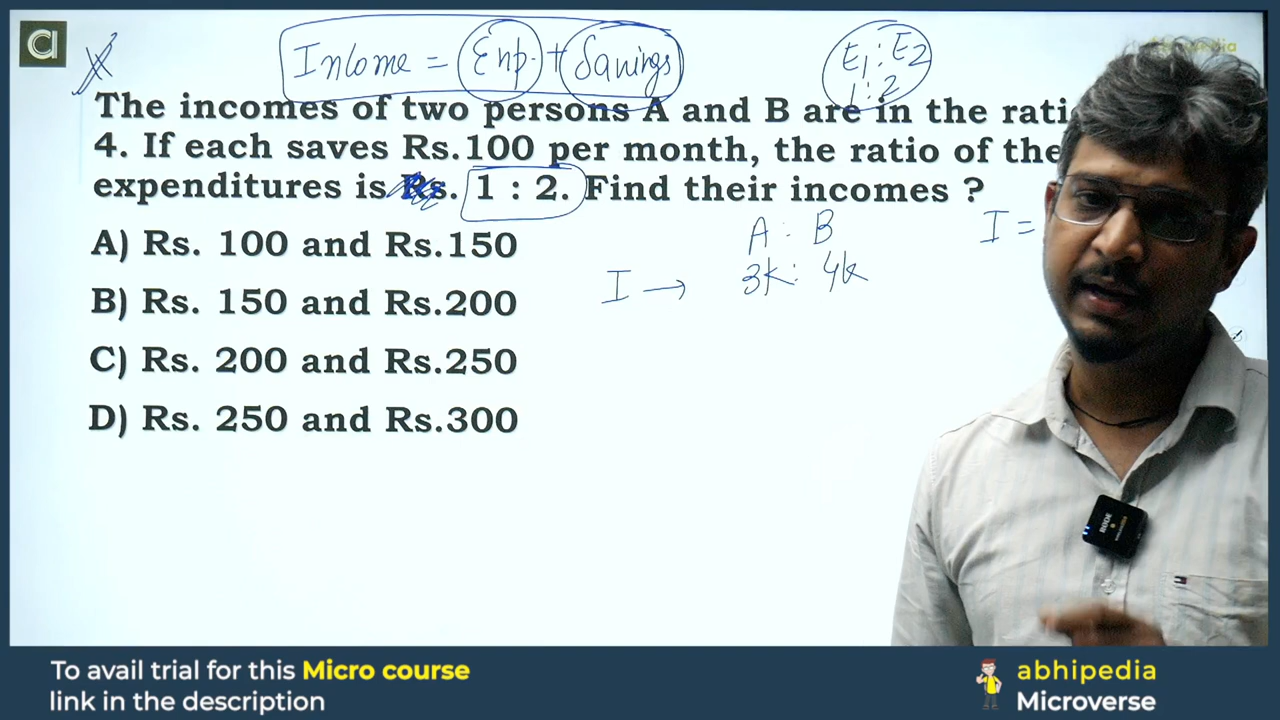 a
Income = Exp. + Savings
E1 : E2
1 : 2
The incomes of two persons A and B are in the rati
4. If each saves Rs.100 per month, the ratio of the
expenditures is Rs. 1 : 2. Find their incomes ?
A) Rs. 100 and Rs.150
B) Rs. 150 and Rs.200
C) Rs. 200 and Rs.250
D) Rs. 250 and Rs.300
A : B
I → 3k : 4k
I =
RODE
To avail trial for this Micro course
link in the description
abhipedia
Microverse